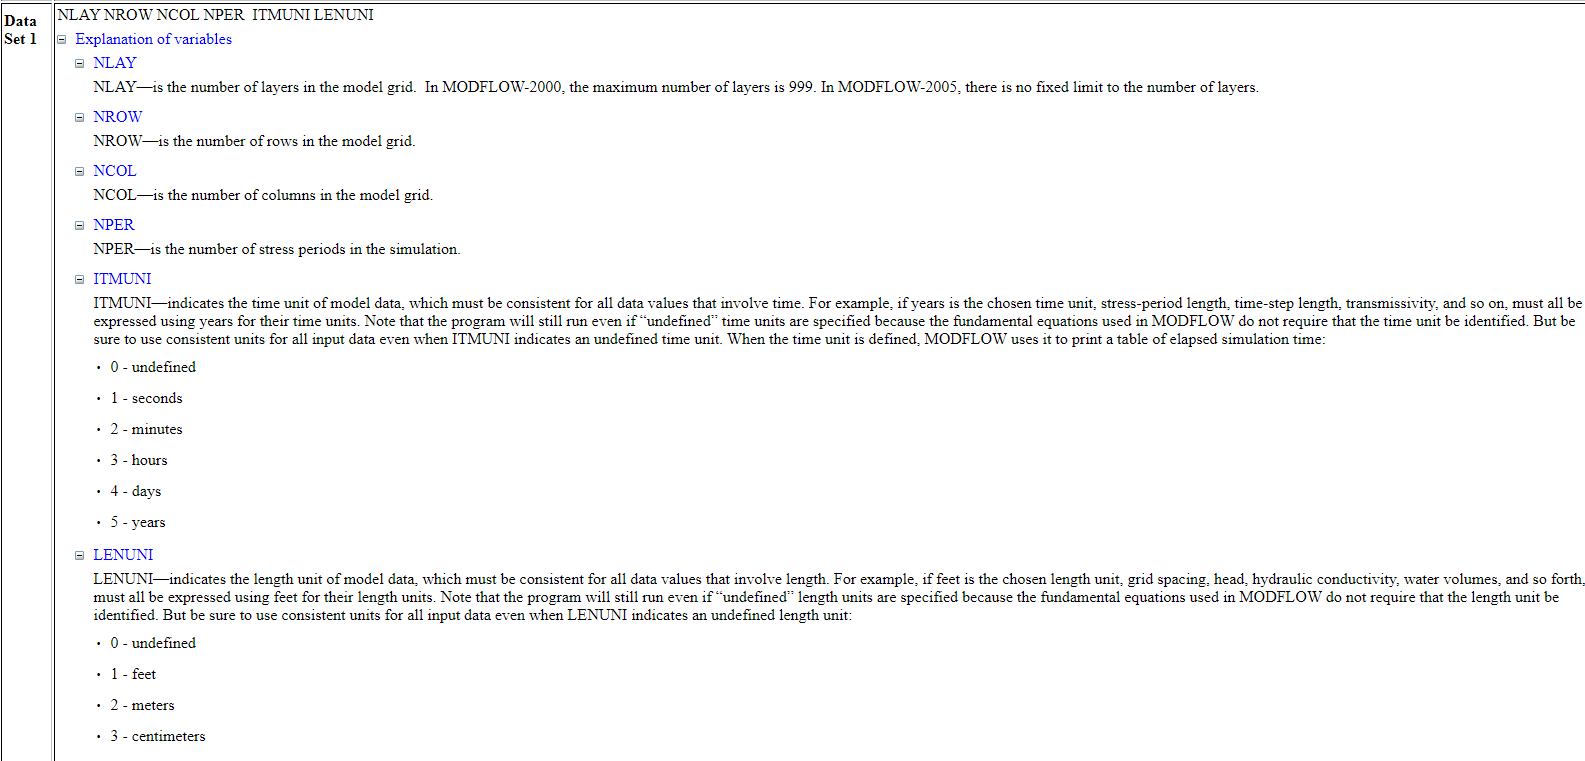 Data
Set 1
NLAY NROW NCOL NPER  ITMUNI LENUNI
Explanation of variables
NLAY
NLAY—is the number of layers in the model grid.  In MODFLOW-2000, the maximum number of layers is 999. In MODFLOW-2005, there is no fixed limit to the number of layers.
NROW
NROW—is the number of rows in the model grid.
NCOL
NCOL—is the number of columns in the model grid.
NPER
NPER—is the number of stress periods in the simulation.
ITMUNI
ITMUNI—indicates the time unit of model data, which must be consistent for all data values that involve time. For example, if years is the chosen time unit, stress-period length, time-step length, transmissivity, and so on, must all be
expressed using years for their time units. Note that the program will still run even if “undefined” time units are specified because the fundamental equations used in MODFLOW do not require that the time unit be identified. But be
sure to use consistent units for all input data even when ITMUNI indicates an undefined time unit. When the time unit is defined, MODFLOW uses it to print a table of elapsed simulation time:
• 0 - undefined
• 1 - seconds
• 2 - minutes
• 3 - hours
• 4 - days
• 5 - years
LENUNI
LENUNI—indicates the length unit of model data, which must be consistent for all data values that involve length. For example, if feet is the chosen length unit, grid spacing, head, hydraulic conductivity, water volumes, and so forth,
must all be expressed using feet for their length units. Note that the program will still run even if “undefined” length units are specified because the fundamental equations used in MODFLOW do not require that the length unit be
identified. But be sure to use consistent units for all input data even when LENUNI indicates an undefined length unit:
• 0 - undefined
• 1 - feet
• 2 - meters
• 3 - centimeters